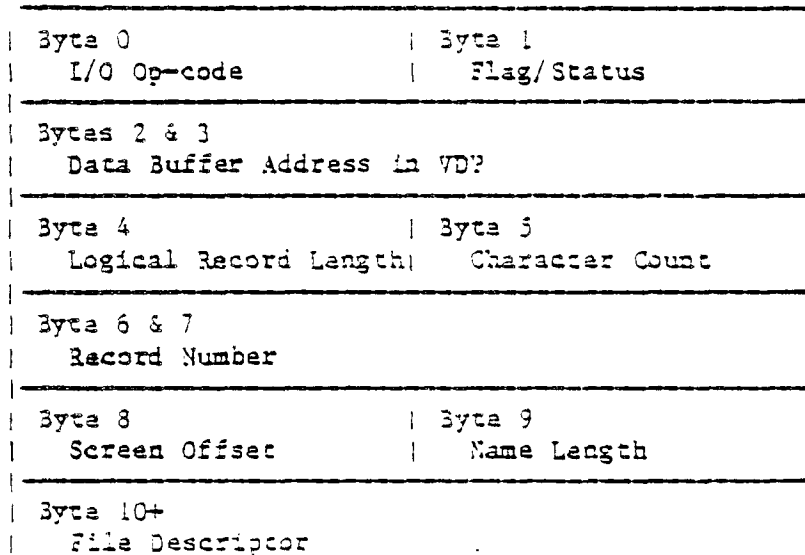 Byte 0 | Byte 1
I/O Op-code | Flag/Status
Bytes 2 & 3
Data Buffer Address in VDP
Byte 4 | Byte 5
Logical Record Length| Character Count
Byte 6 & 7
Record Number
Byte 8 | Byte 9
Screen Offset | Name Length
Byte 10+
File Descriptor